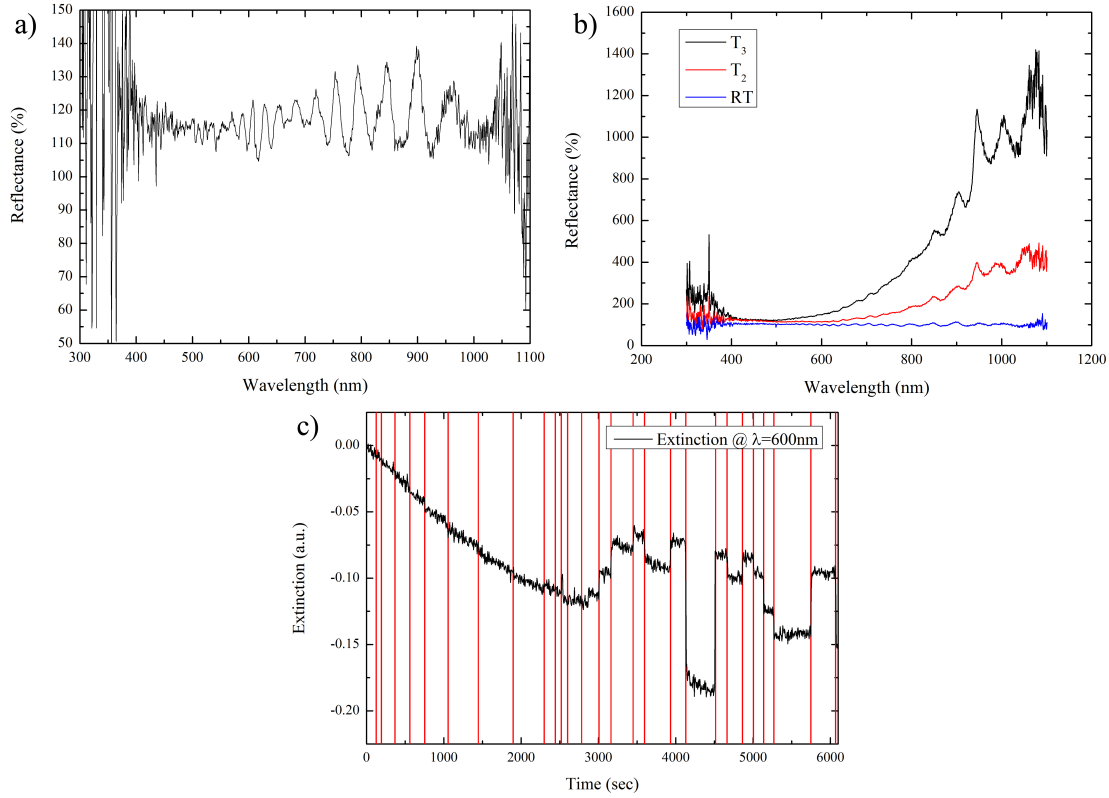 a)
150
140
130
120
110
100
90
80
70
60
50
Reflectance (%)
300 400 500 600 700 800 900 1000 1100
Wavelength (nm)
b)
1600
1400
1200
1000
800
600
400
200
0
Reflectance (%)
T3
T2
RT
200 400 600 800 1000 1200
Wavelength (nm)
c)
Extinction @ λ=600nm
0.00
-0.05
-0.10
-0.15
-0.20
Extinction (a.u.)
0 1000 2000 3000 4000 5000 6000
Time (sec)